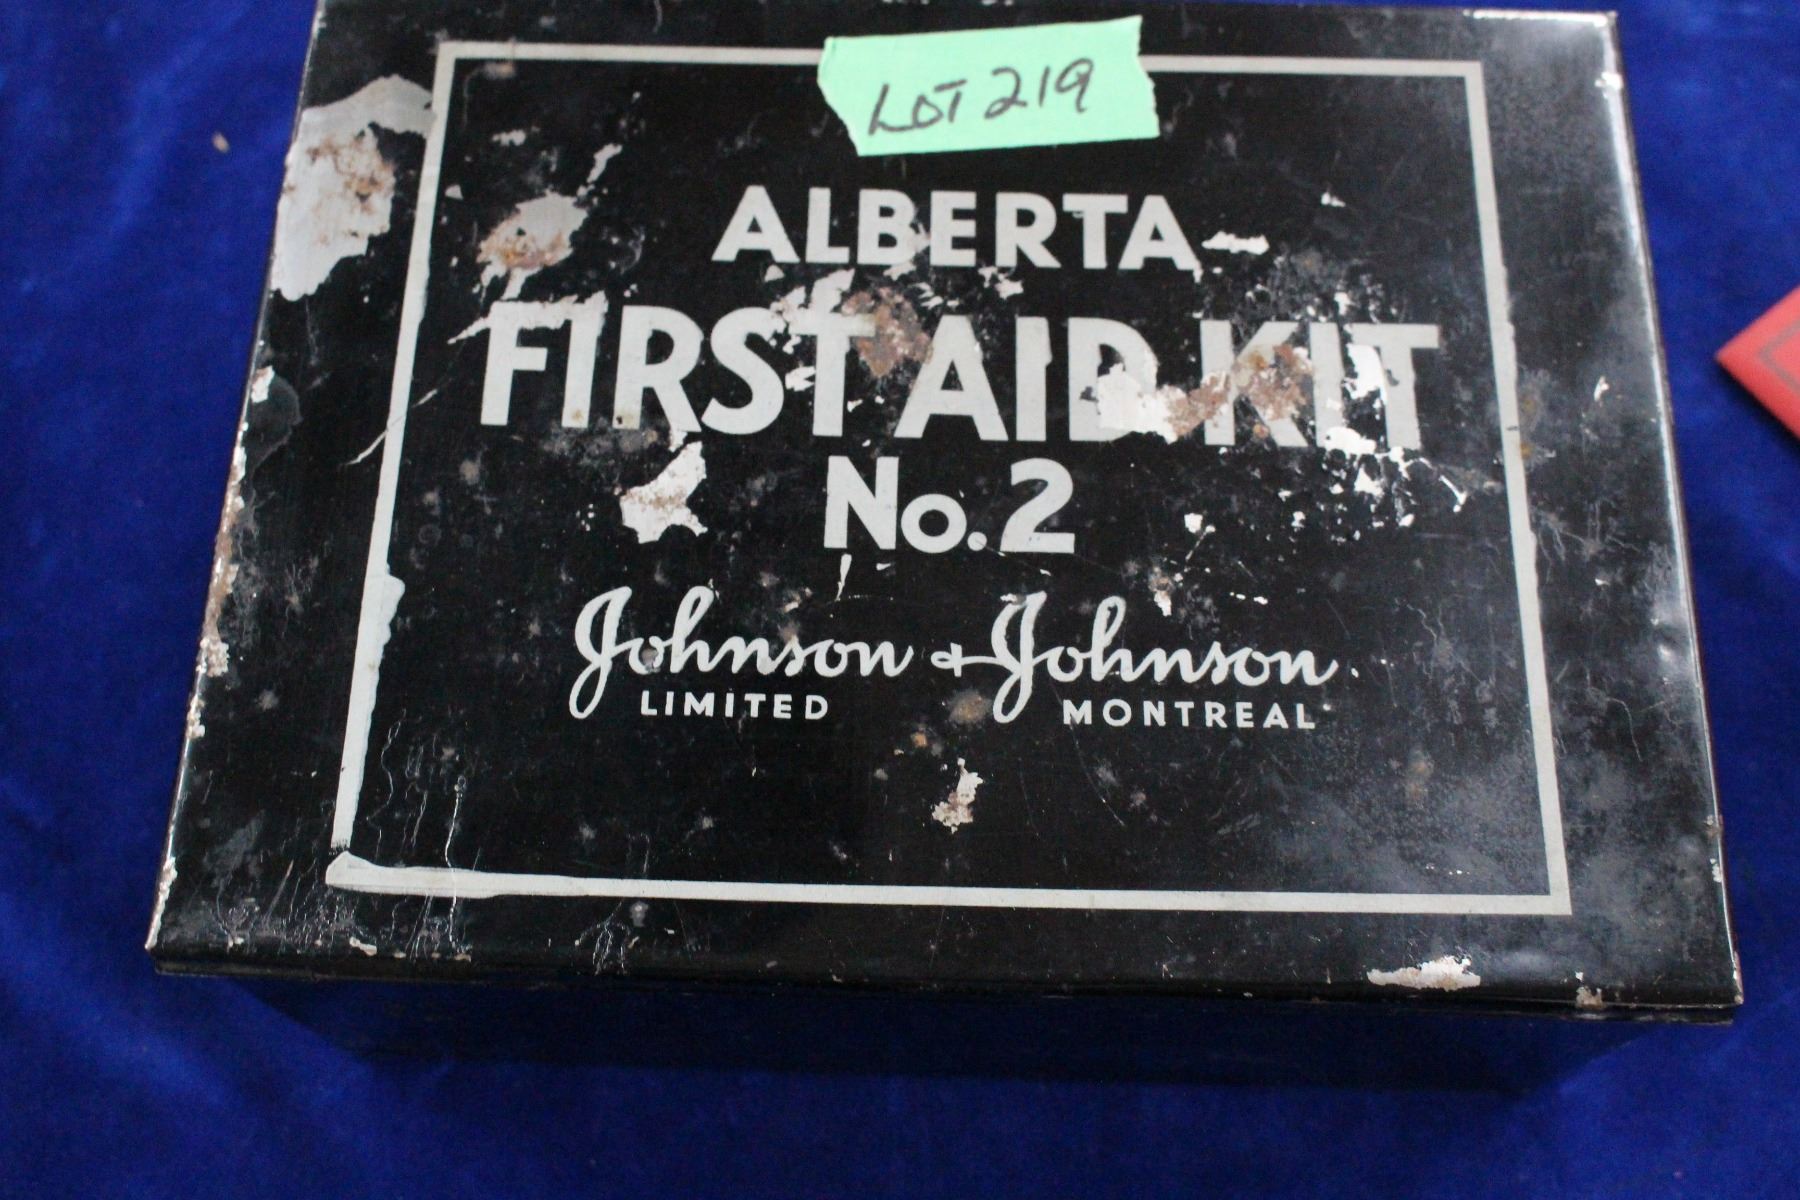 LOT 219
ALBERTA
FIRST AID KIT
No. 2
Johnson + Johnson
LIMITED MONTREAL